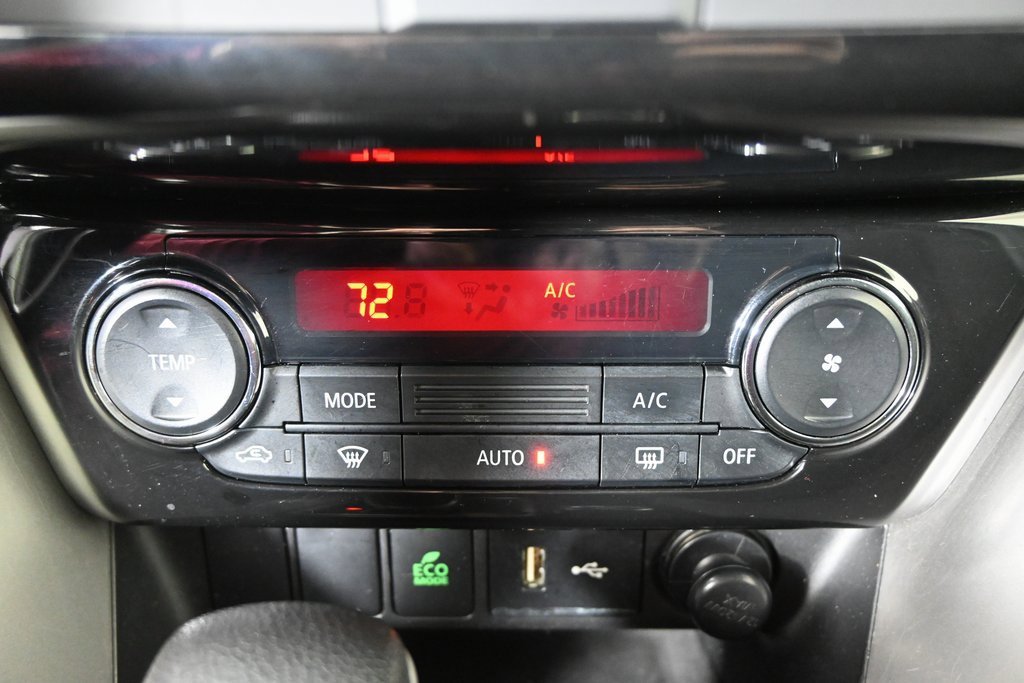 72 A/C
TEMP
MODE A/C
AUTO OFF
ECO
MODE